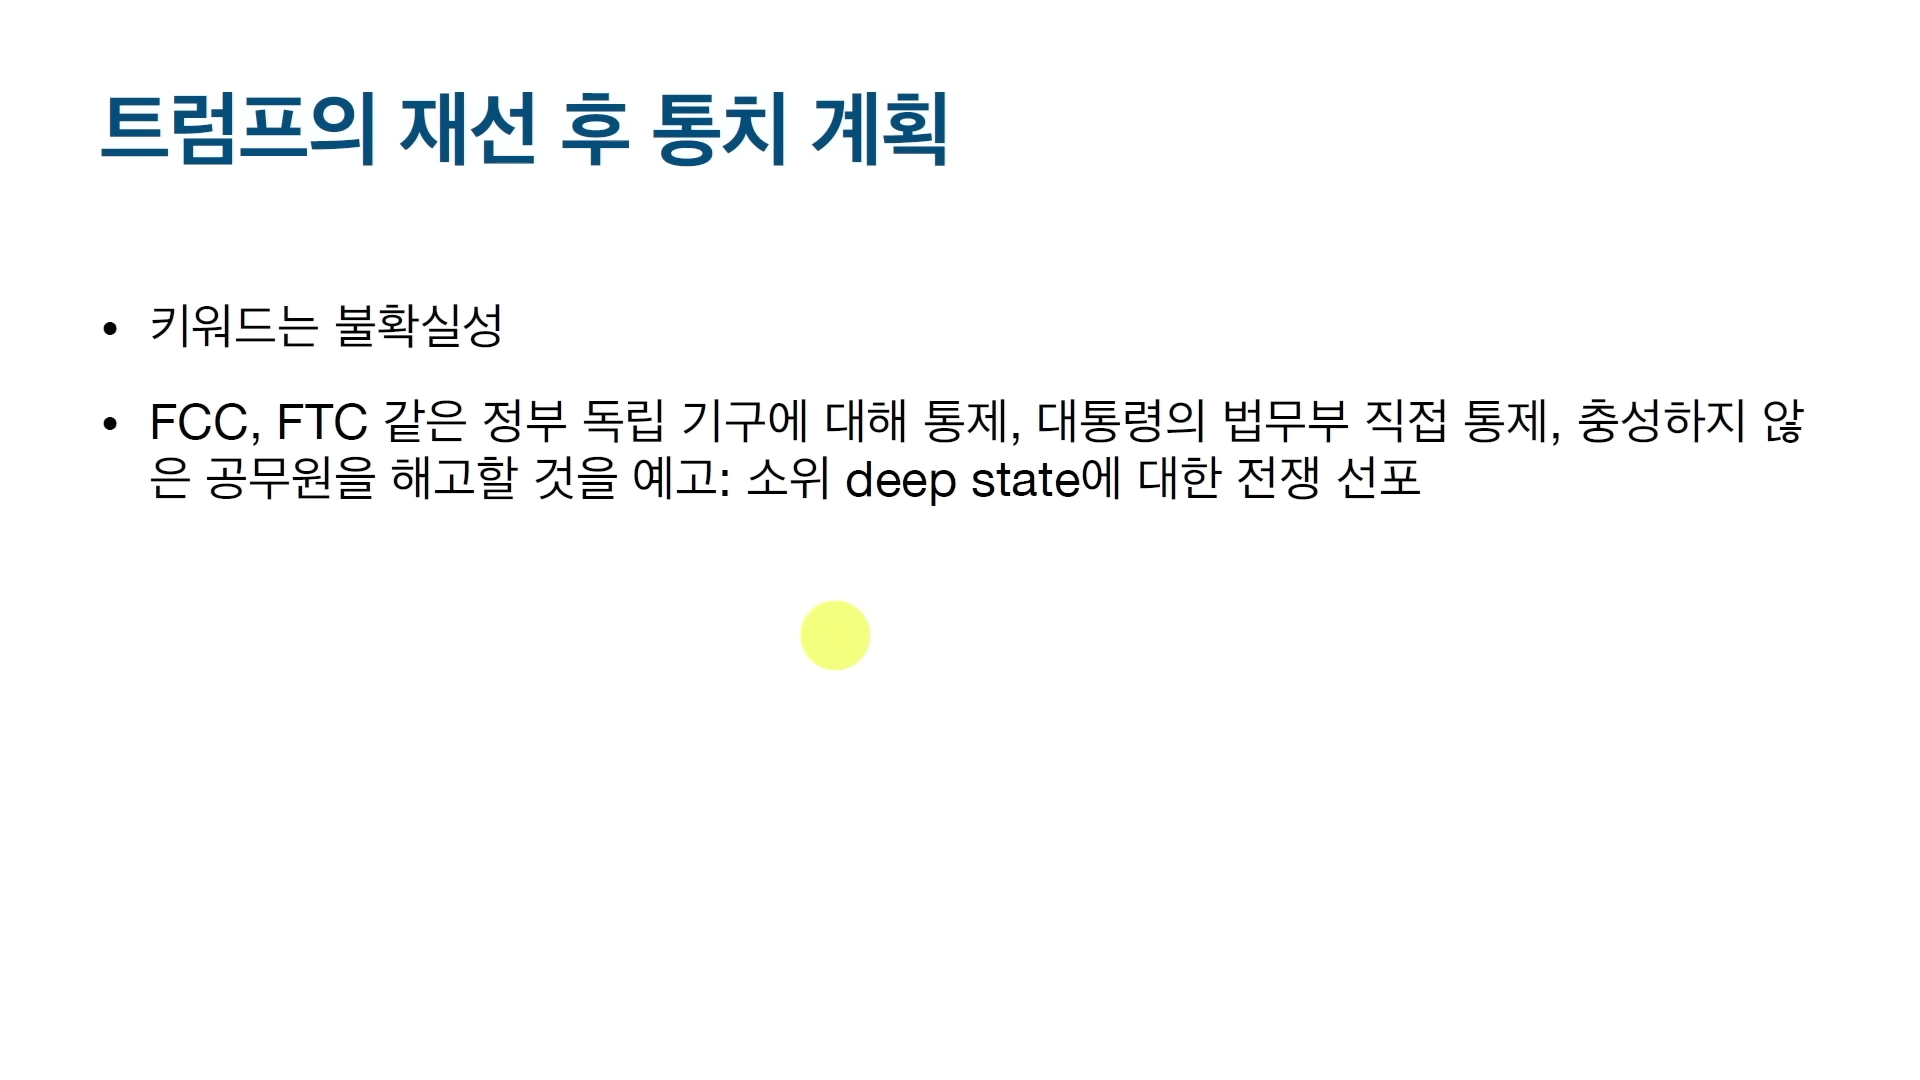 트럼프의 재선 후 통치 계획
• 키워드는 불확실성
• FCC, FTC 같은 정부 독립 기구에 대해 통제, 대통령의 법무부 직접 통제, 충성하지 않
은 공무원을 해고할 것을 예고: 소위 deep state에 대한 전쟁 선포